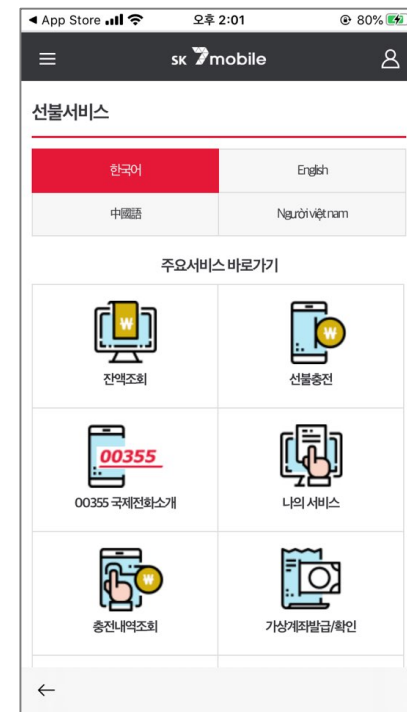 ◀ App Store 오후 2:01 80%
SK 7mobile
선불서비스
한국어 English
中國語 Người việt nam
주요서비스 바로가기
₩ ₩
잔액조회 선불충전
00355
00355 국제전화소개 나의 서비스
₩
충전내역조회 가상계좌발급/확인